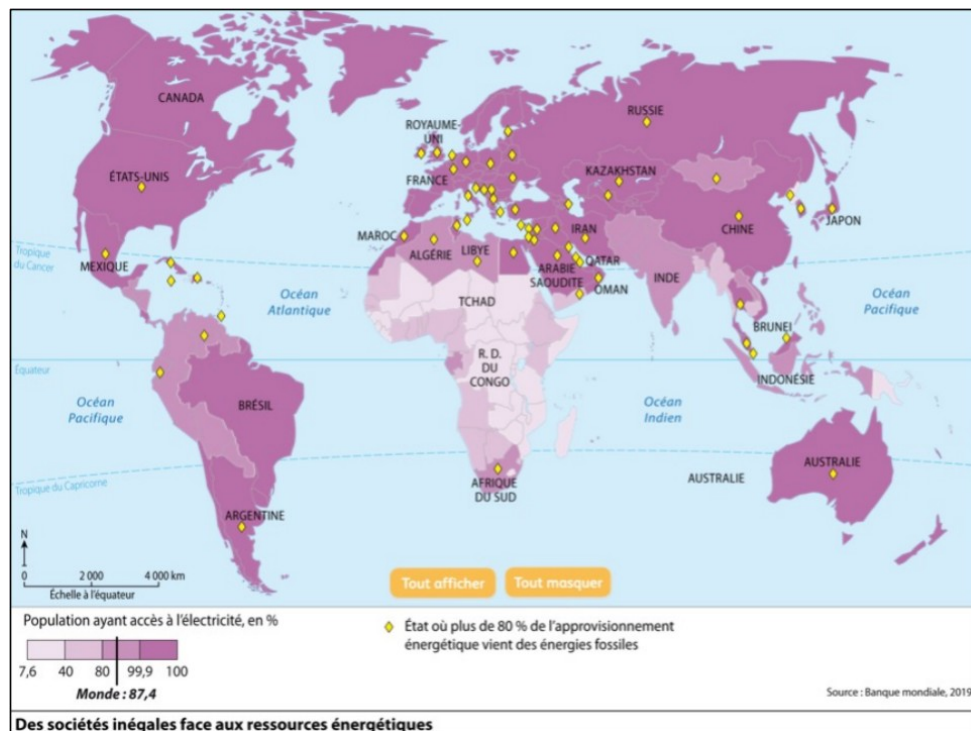 CANADA
RUSSIE
ROYAUME-
UNI
ÉTATS-UNIS
FRANCE
KAZAKHSTAN
JAPON
CHINE
MAROC
ALGÉRIE
LIBYE
IRAN
QATAR
Tropique
du Cancer
MEXIQUE
ARABIE
SAOUDITE
OMAN
INDE
Océan
Atlantique
TCHAD
Océan
Pacifique
BRUNEI
Équateur
R. D.
DU
CONGO
INDONÉSIE
Océan
Pacifique
BRÉSIL
Océan
Indien
AUSTRALIE
AUSTRALIE
Tropique du Capricorne
AFRIQUE
DU SUD
ARGENTINE
N
2 000
4 000 km
Échelle à l'équateur
Tout afficher
Tout masquer
Population ayant accès à l'électricité, en %
7,6 40 80 99,9 100
Monde : 87,4
État où plus de 80 % de l'approvisionnement
énergétique vient des énergies fossiles
Source : Banque mondiale, 2019
Des sociétés inégales face aux ressources énergétiques